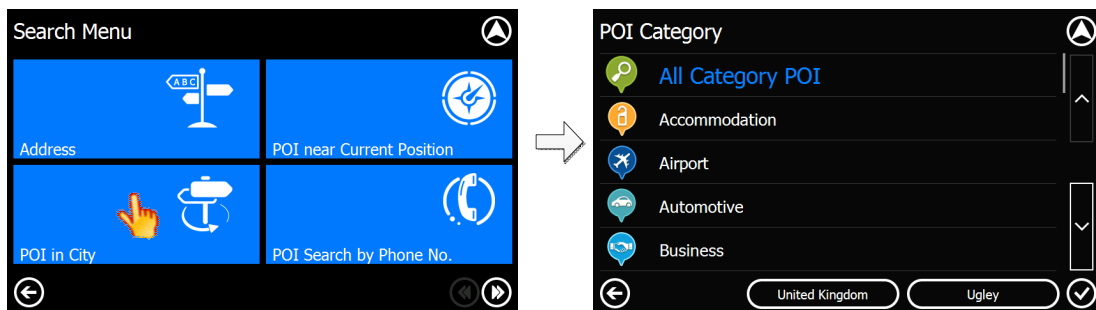 Search Menu
ABC
Address
POI near Current Position
POI in City
POI Search by Phone No.
POI Category
All Category POI
Accommodation
Airport
Automotive
Business
United Kingdom
Ugley